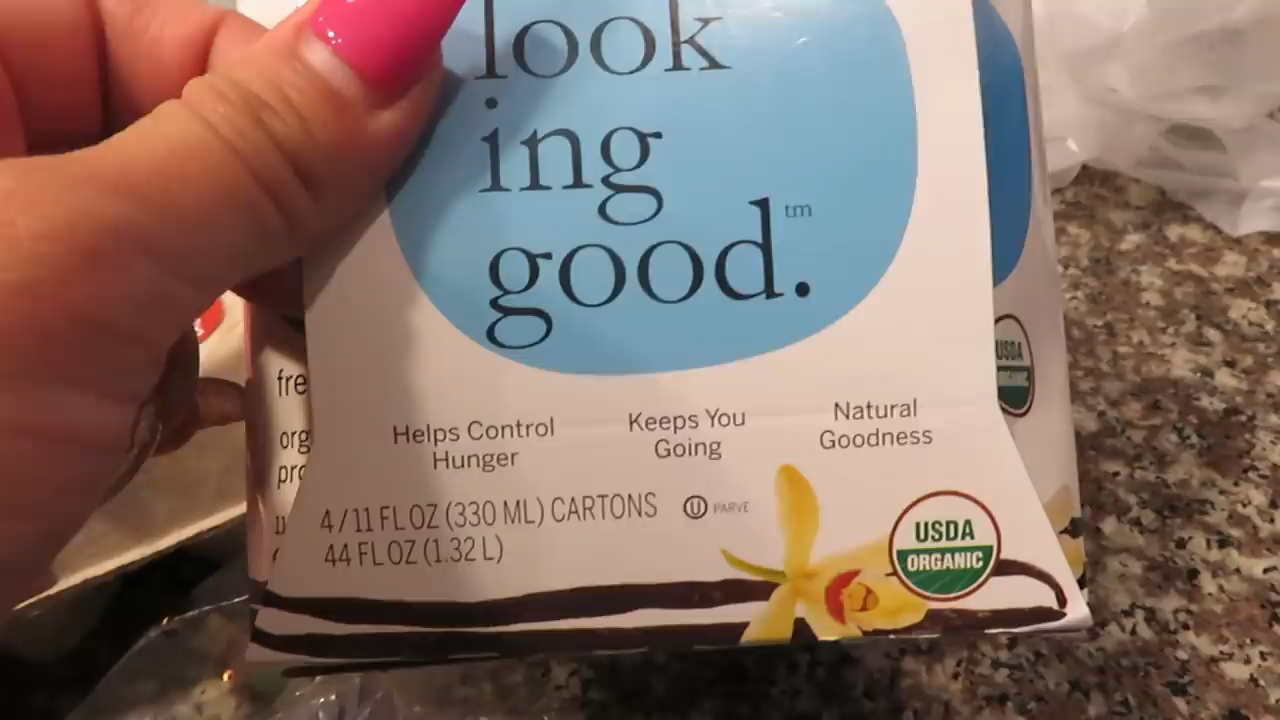 look
ing
good.™
Helps Control
Hunger
Keeps You
Going
Natural
Goodness
4/11 FL OZ (330 ML) CARTONS
44 FL OZ (1.32 L)
U PARVE
USDA
ORGANIC
USDA
fre
org
pro
11